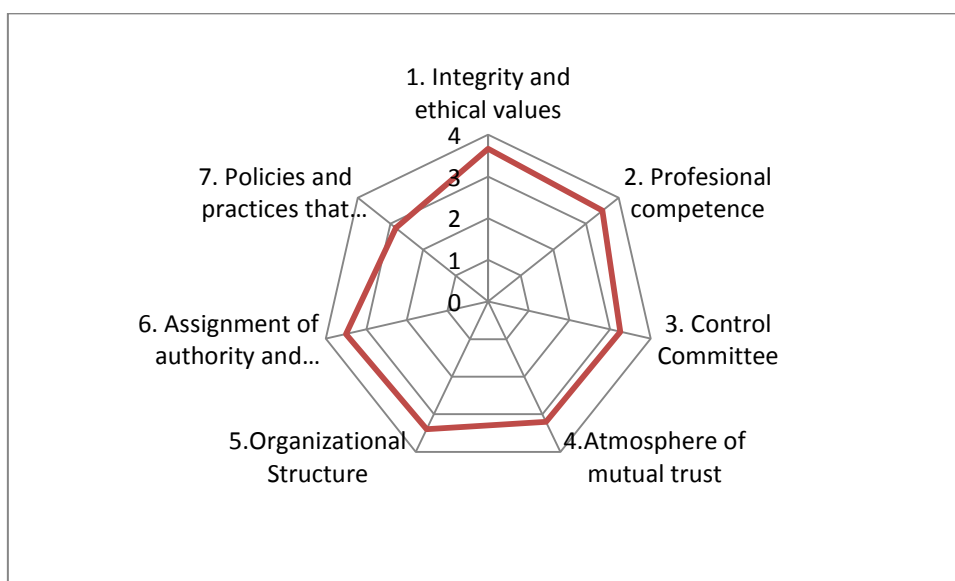 1. Integrity and
ethical values
2. Profesional
competence
3. Control
Committee
4.Atmosphere of
mutual trust
5.Organizational
Structure
6. Assignment of
authority and…
7. Policies and
practices that…
4
3
2
1
0